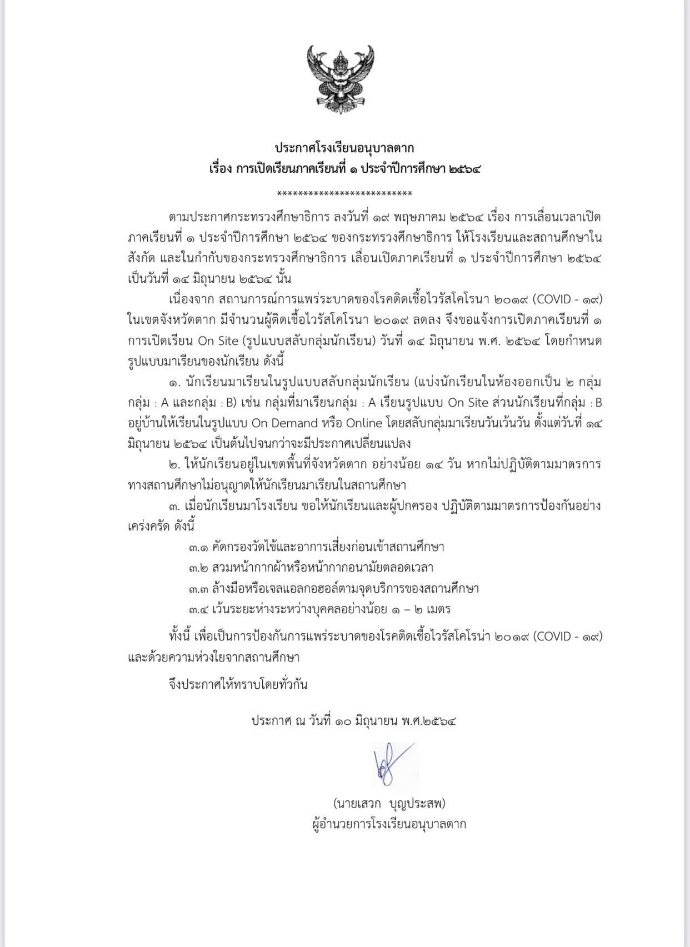 ประกาศโรงเรียนอนุบาลตาก
เรื่อง การเปิดเรียนภาคเรียนที่ ๑ ประจำปีการศึกษา ๒๕๖๔
**************************
ตามประกาศกระทรวงศึกษาธิการ ลงวันที่ ๑๙ พฤษภาคม ๒๕๖๔ เรื่อง การเลื่อนเวลาเปิด
ภาคเรียนที่ ๑ ประจำปีการศึกษา ๒๕๖๔ ของกระทรวงศึกษาธิการ ให้โรงเรียนและสถานศึกษาใน
สังกัด และในกำกับของกระทรวงศึกษาธิการ เลื่อนเปิดภาคเรียนที่ ๑ ประจำปีการศึกษา ๒๕๖๔
เป็นวันที่ ๑๔ มิถุนายน ๒๕๖๔ นั้น
เนื่องจาก สถานการณ์การแพร่ระบาดของโรคติดเชื้อไวรัสโคโรนา ๒๐๑๙ (COVID - ๑๙)
ในเขตจังหวัดตาก มีจำนวนผู้ติดเชื้อไวรัสโคโรนา ๒๐๑๙ ลดลง จึงขอแจ้งการเปิดภาคเรียนที่ ๑
การเปิดเรียน On Site (รูปแบบสลับกลุ่มนักเรียน) วันที่ ๑๔ มิถุนายน พ.ศ. ๒๕๖๔ โดยกำหนด
รูปแบบมาเรียนของนักเรียน ดังนี้
๑. นักเรียนมาเรียนในรูปแบบสลับกลุ่มนักเรียน (แบ่งนักเรียนในห้องออกเป็น ๒ กลุ่ม
กลุ่ม : A และกลุ่ม : B) เช่น กลุ่มที่มาเรียนกลุ่ม : A เรียนรูปแบบ On Site ส่วนนักเรียนที่กลุ่ม : B
อยู่บ้านให้เรียนในรูปแบบ On Demand หรือ Online โดยสลับกลุ่มมาเรียนวันเว้นวัน ตั้งแต่วันที่ ๑๔
มิถุนายน ๒๕๖๔ เป็นต้นไปจนกว่าจะมีประกาศเปลี่ยนแปลง
๒. ให้นักเรียนอยู่ในเขตพื้นที่จังหวัดตาก อย่างน้อย ๑๔ วัน หากไม่ปฏิบัติตามมาตรการ
ทางสถานศึกษาไม่อนุญาตให้นักเรียนมาเรียนในสถานศึกษา
๓. เมื่อนักเรียนมาโรงเรียน ขอให้นักเรียนและผู้ปกครอง ปฏิบัติตามมาตรการป้องกันอย่าง
เคร่งครัด ดังนี้
๓.๑ คัดกรองวัดไข้และอาการเสี่ยงก่อนเข้าสถานศึกษา
๓.๒ สวมหน้ากากผ้าหรือหน้ากากอนามัยตลอดเวลา
๓.๓ ล้างมือหรือเจลแอลกอฮอล์ตามจุดบริการของสถานศึกษา
๓.๔ เว้นระยะห่างระหว่างบุคคลอย่างน้อย ๑ – ๒ เมตร
ทั้งนี้ เพื่อเป็นการป้องกันการแพร่ระบาดของโรคติดเชื้อไวรัสโคโรน่า ๒๐๑๙ (COVID - ๑๙)
และด้วยความห่วงใยจากสถานศึกษา
จึงประกาศให้ทราบโดยทั่วกัน
ประกาศ ณ วันที่ ๑๐ มิถุนายน พ.ศ.๒๕๖๔
(นายเสวก บุญประสพ)
ผู้อำนวยการโรงเรียนอนุบาลตาก